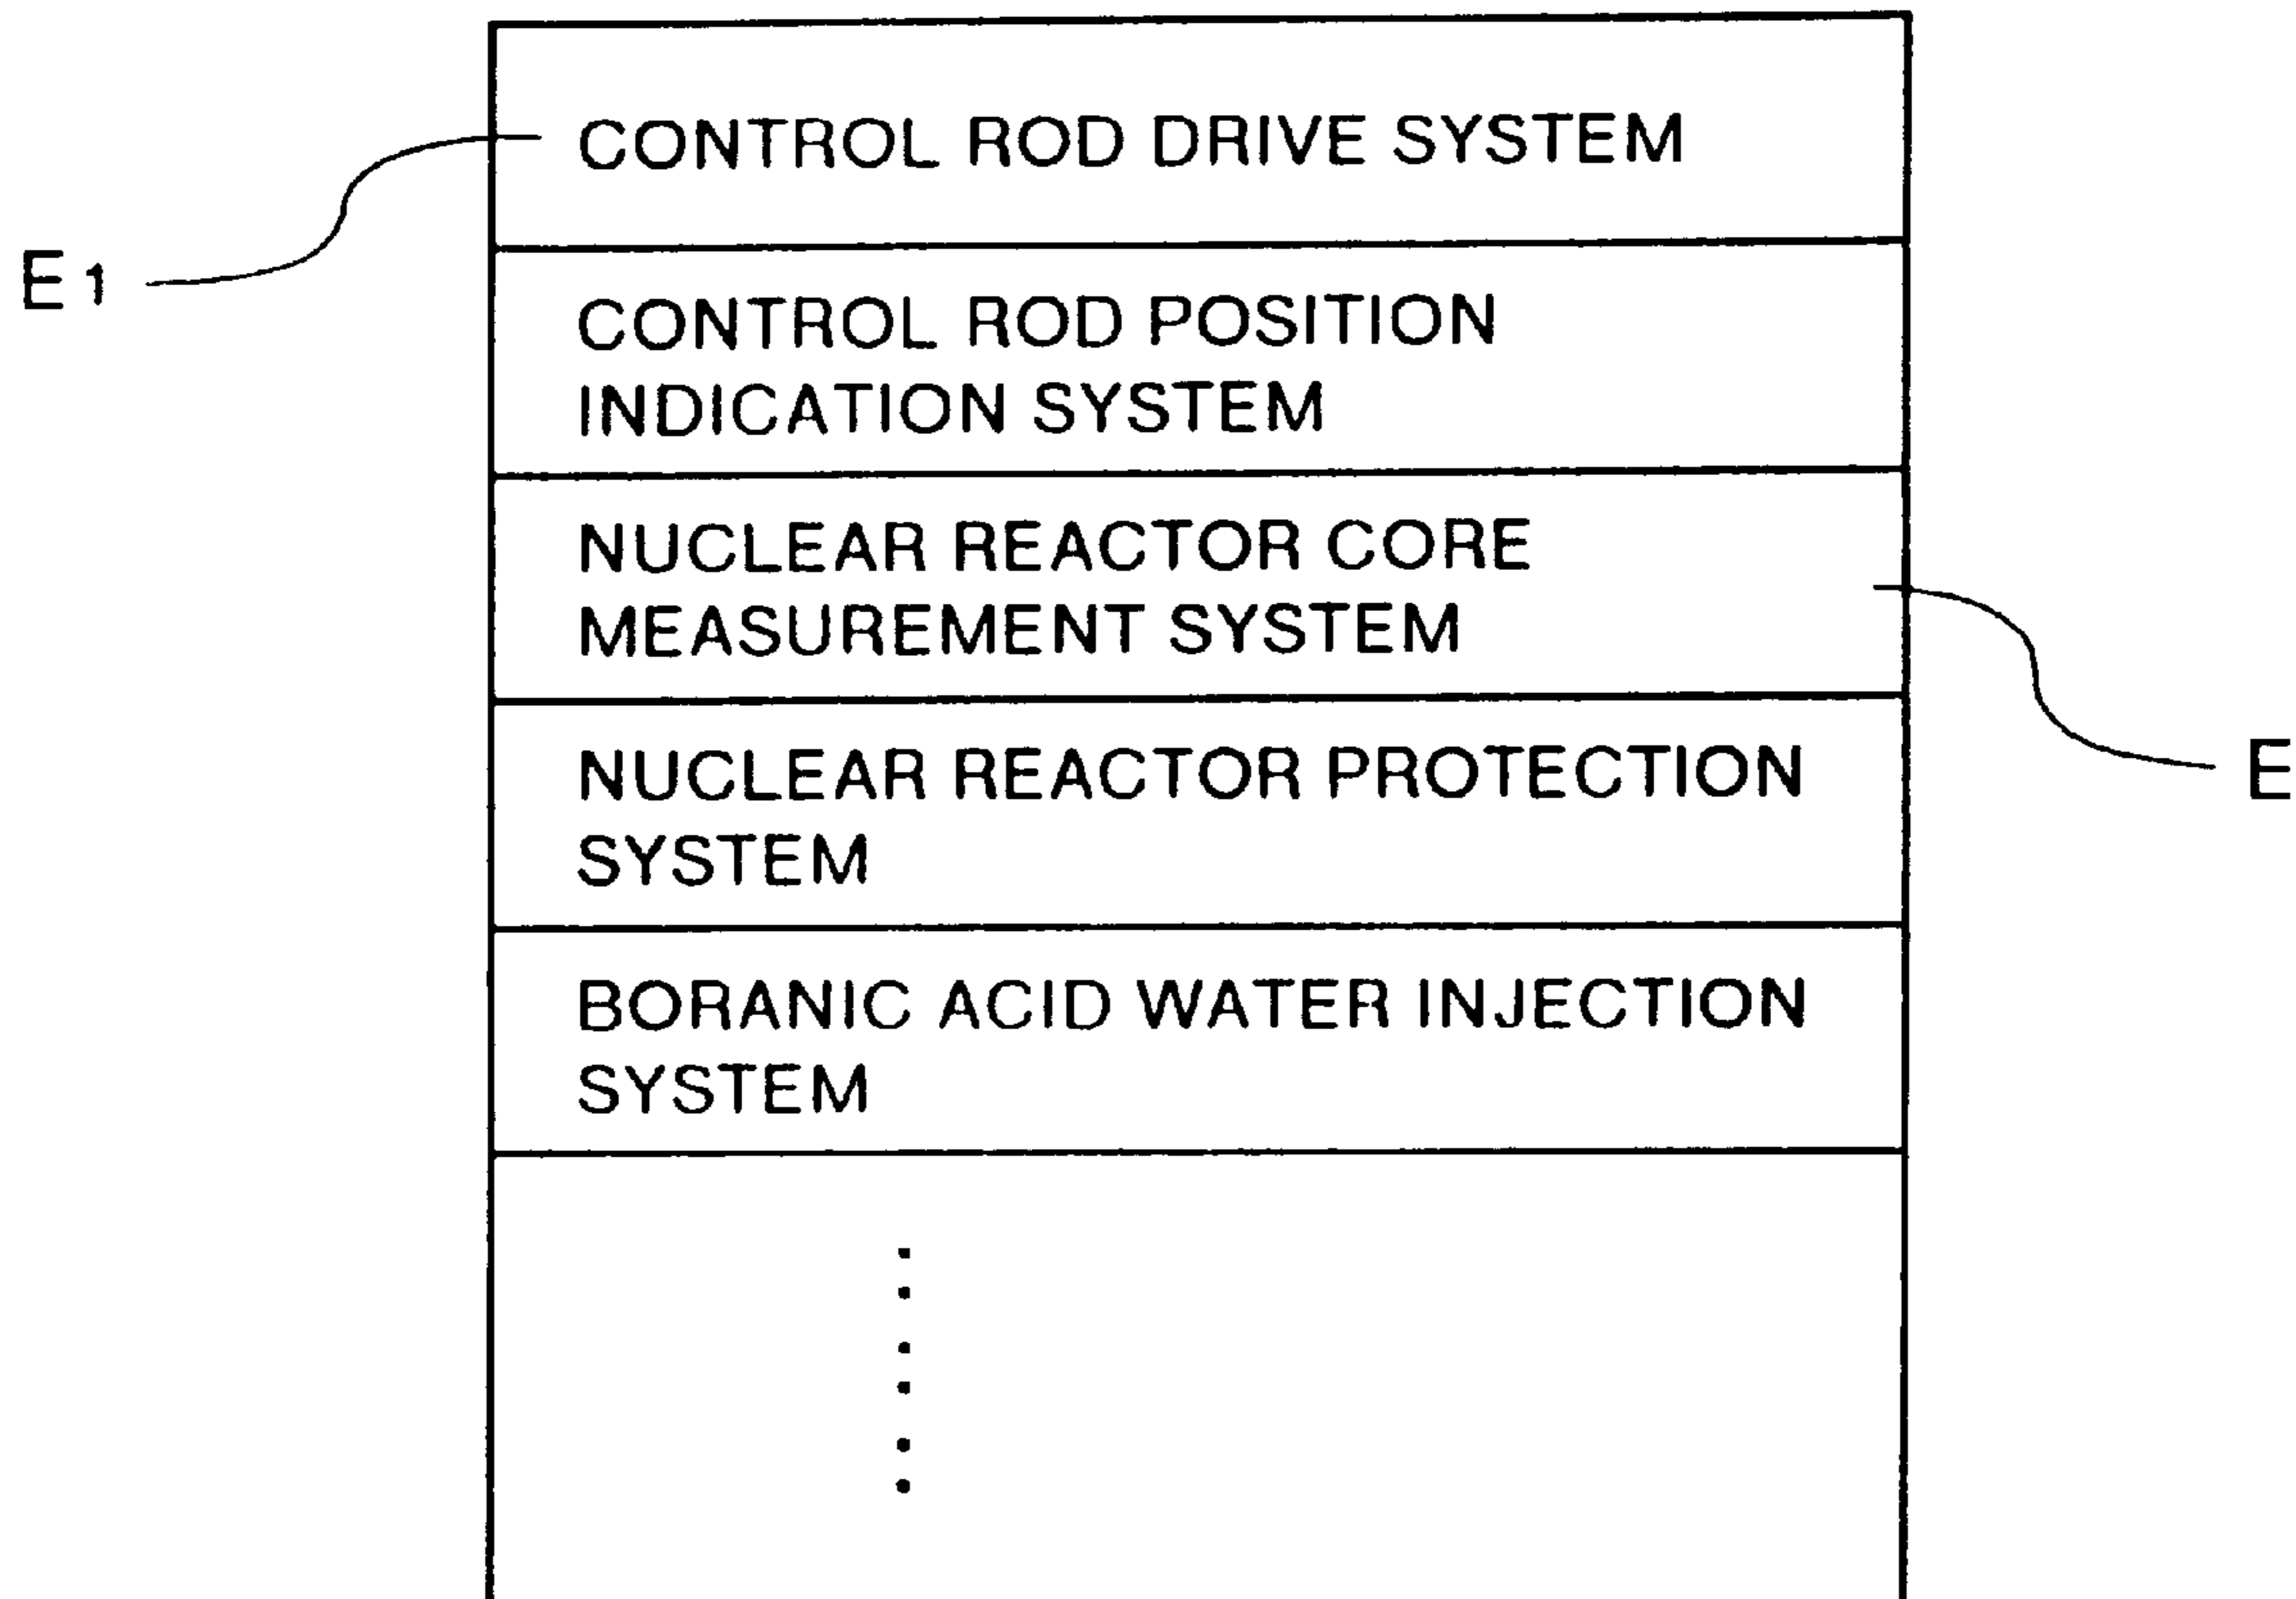 CONTROL ROD DRIVE SYSTEM
E1
CONTROL ROD POSITION
INDICATION SYSTEM
NUCLEAR REACTOR CORE
MEASUREMENT SYSTEM
E
NUCLEAR REACTOR PROTECTION
SYSTEM
BORANIC ACID WATER INJECTION
SYSTEM